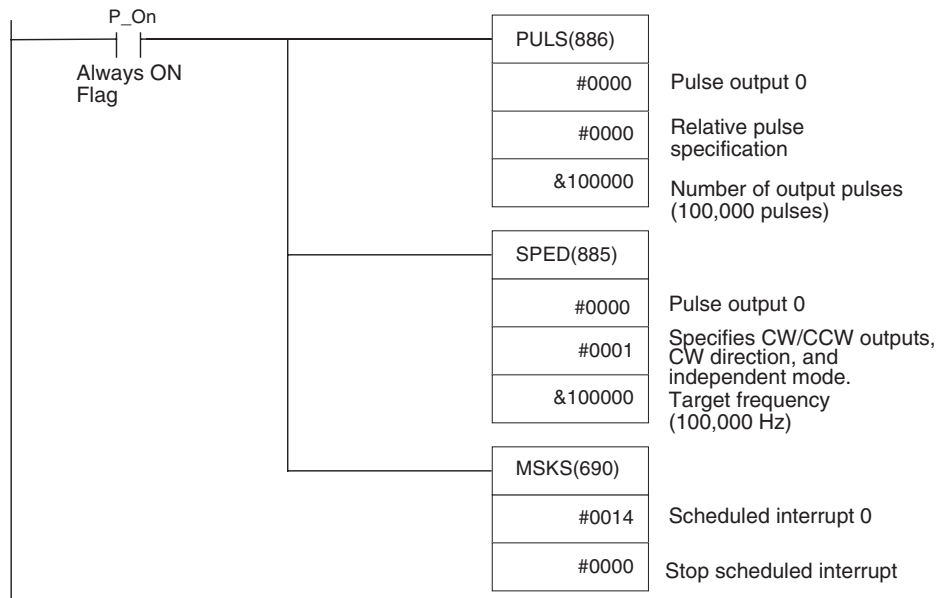 P_On
Always ON
Flag
PULS(886)
#0000
Pulse output 0
#0000
Relative pulse
specification
&100000
Number of output pulses
(100,000 pulses)
SPED(885)
#0000
Pulse output 0
#0001
Specifies CW/CCW outputs,
CW direction, and
independent mode.
&100000
Target frequency
(100,000 Hz)
MSKS(690)
#0014
Scheduled interrupt 0
#0000
Stop scheduled interrupt